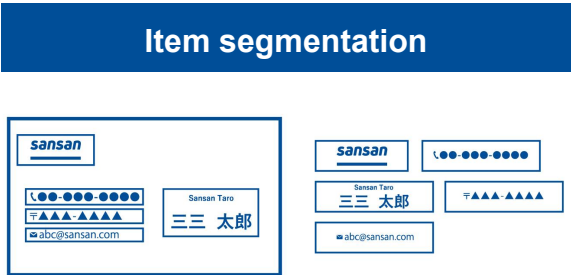 Item segmentation
sansan
●●-●●●-●●●●
〒▲▲▲-▲▲▲▲
abc@sansan.com
Sansan Taro
三三 太郎
sansan
●●-●●●-●●●●
Sansan Taro
三三 太郎
〒▲▲▲-▲▲▲▲
abc@sansan.com